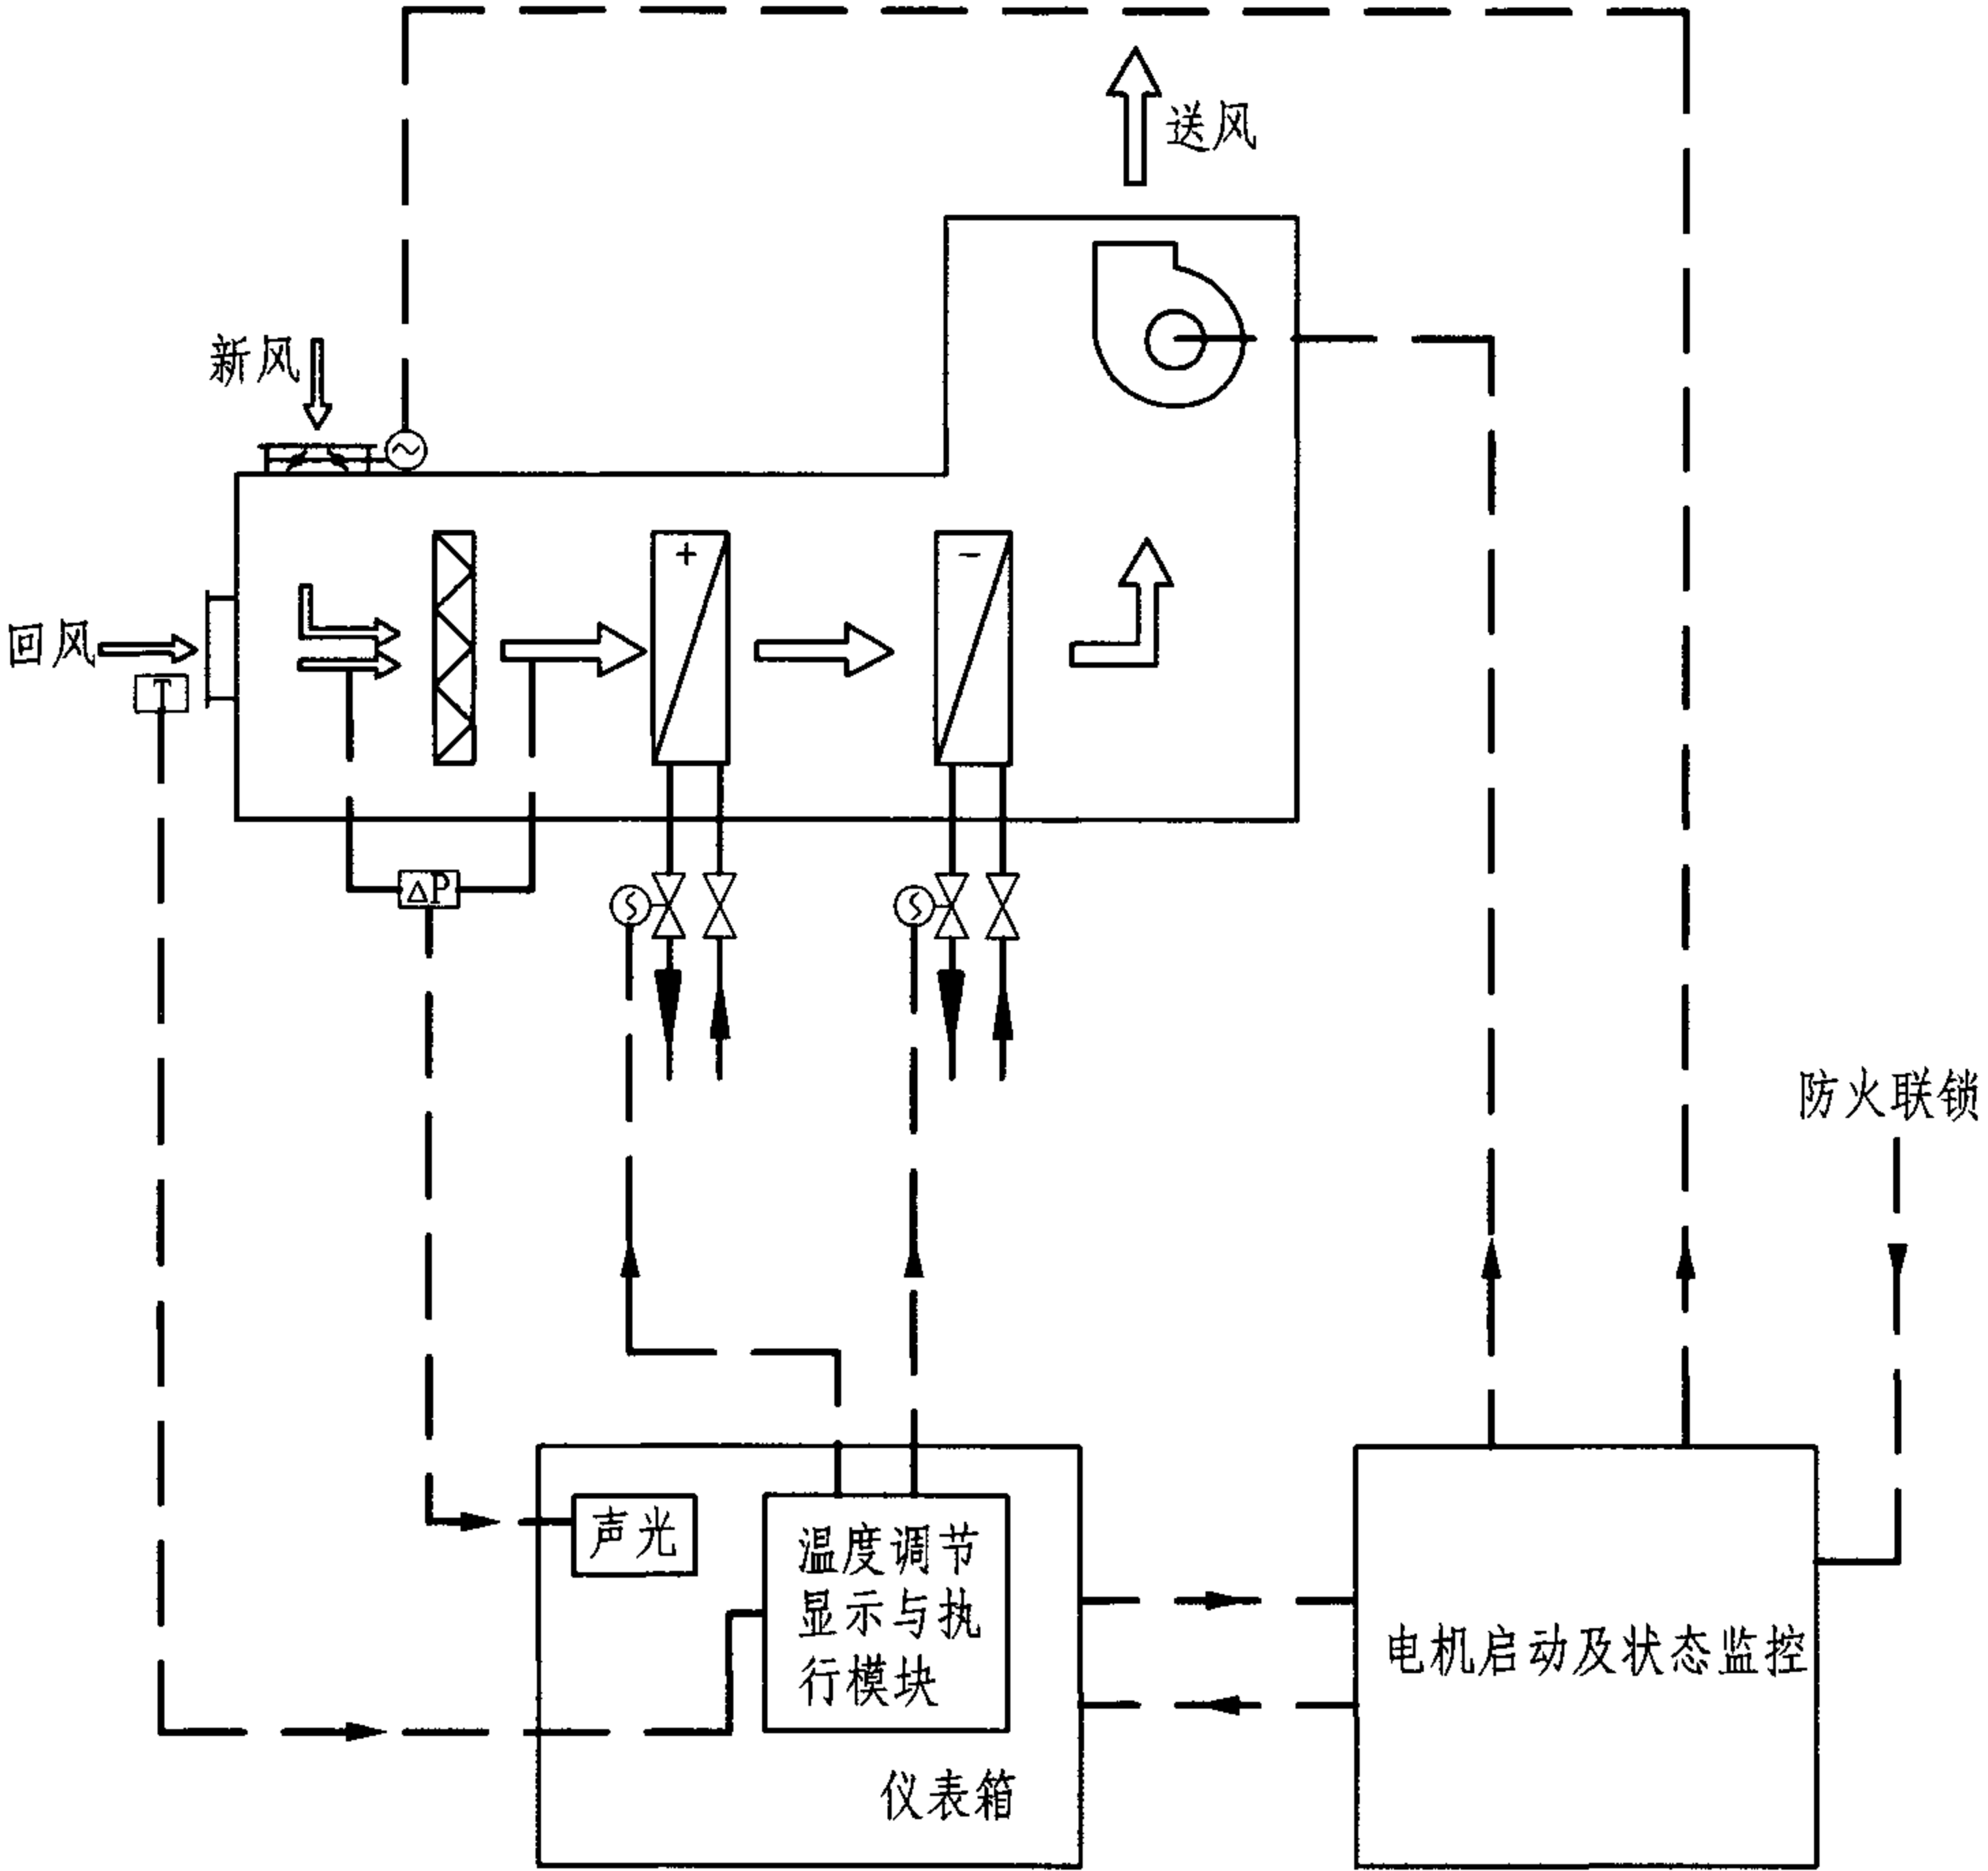 送风
新风
回风
T
+
−
ΔP
防火联锁
声光
温度调节
显示与执
行模块
电机启动及状态监控
仪表箱